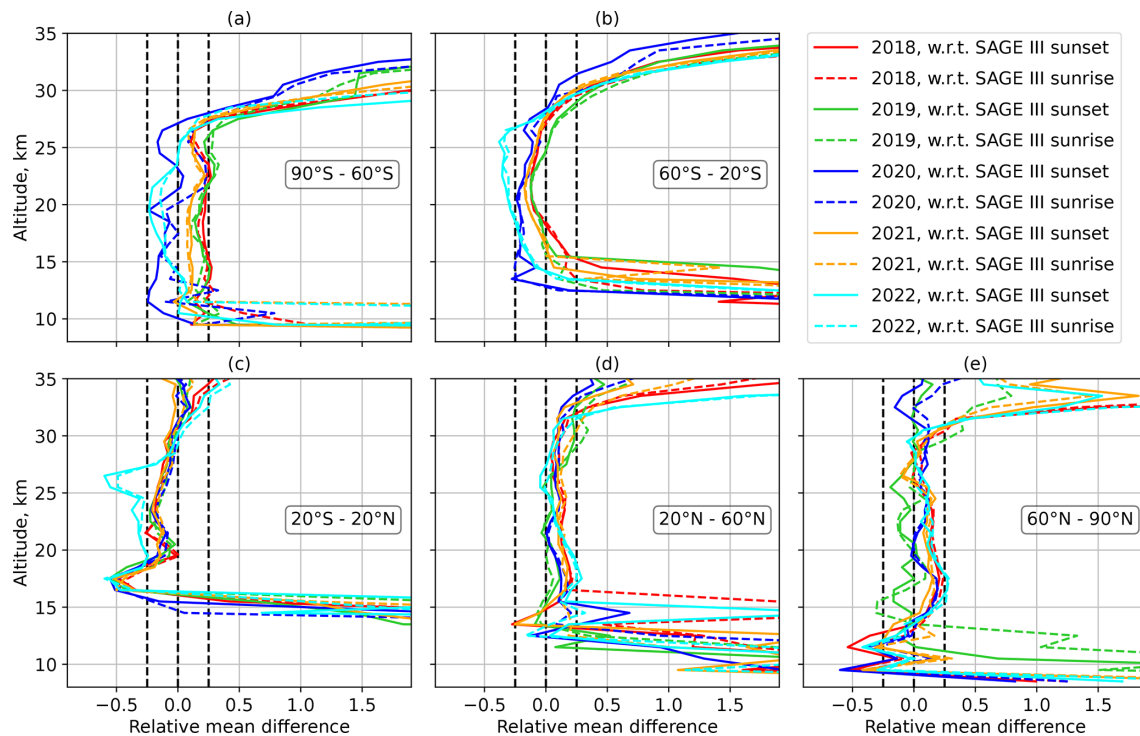 (a)
(b)
35
30
25
20
15
10
Altitude, km
90°S - 60°S
60°S - 20°S
2018, w.r.t. SAGE III sunset
2018, w.r.t. SAGE III sunrise
2019, w.r.t. SAGE III sunset
2019, w.r.t. SAGE III sunrise
2020, w.r.t. SAGE III sunset
2020, w.r.t. SAGE III sunrise
2021, w.r.t. SAGE III sunset
2021, w.r.t. SAGE III sunrise
2022, w.r.t. SAGE III sunset
2022, w.r.t. SAGE III sunrise
(c)
(d)
(e)
35
30
25
20
15
10
Altitude, km
20°S - 20°N
20°N - 60°N
60°N - 90°N
−0.5 0.0 0.5 1.0 1.5
−0.5 0.0 0.5 1.0 1.5
−0.5 0.0 0.5 1.0 1.5
Relative mean difference
Relative mean difference
Relative mean difference